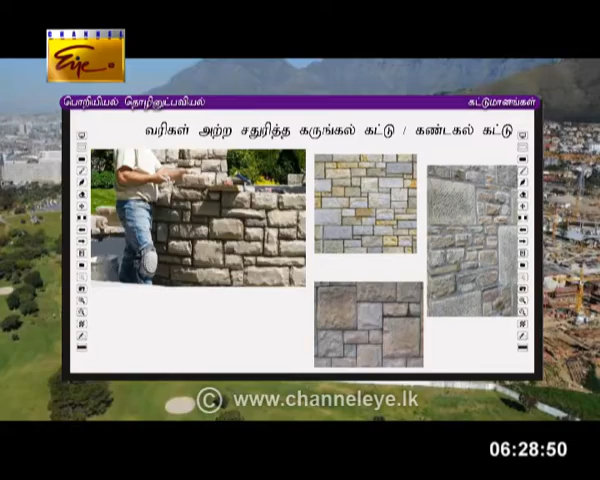 CHANNEL
Eye
பொறியியல் தொழினுட்பவியல்
கட்டுமானங்கள்
வரிகள் அற்ற சதுரித்த கருங்கல் கட்டு / கண்டகல் கட்டு
© www.channeleye.lk
06:28:50